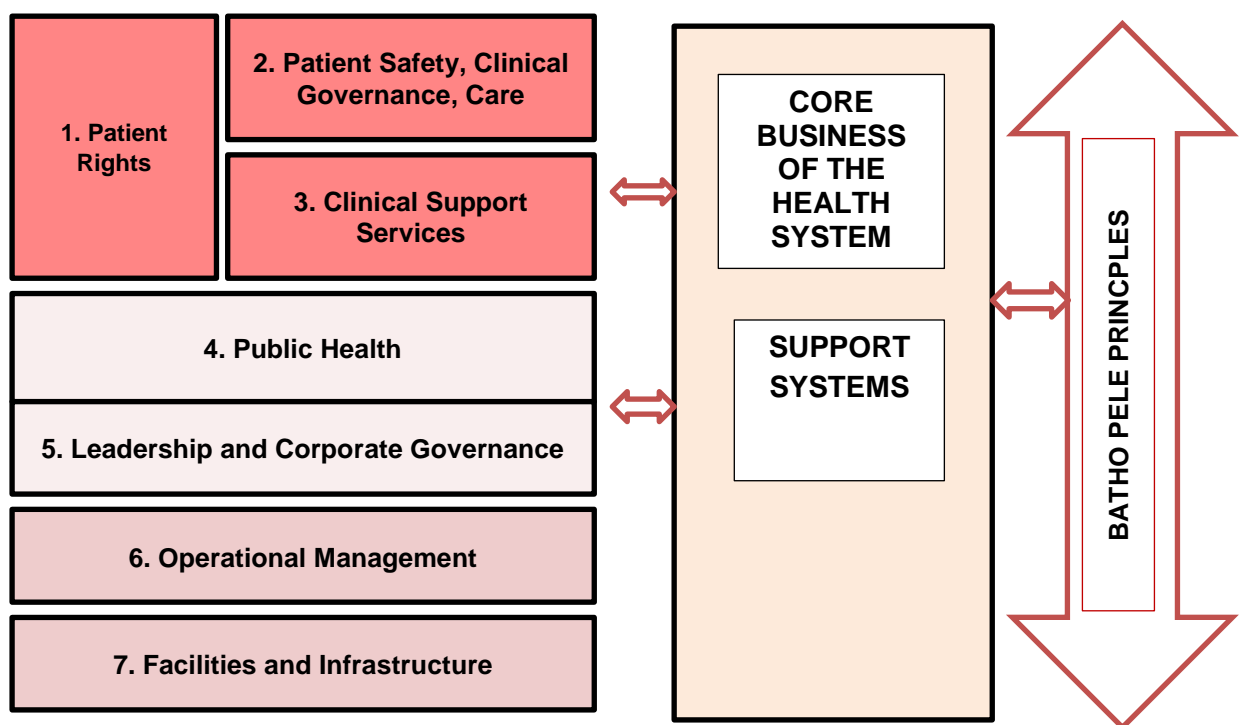 1. Patient
Rights
2. Patient Safety, Clinical
Governance, Care
3. Clinical Support
Services
4. Public Health
5. Leadership and Corporate Governance
6. Operational Management
7. Facilities and Infrastructure
CORE
BUSINESS
OF THE
HEALTH
SYSTEM
SUPPORT
SYSTEMS
BATHO PELE PRINCPLES